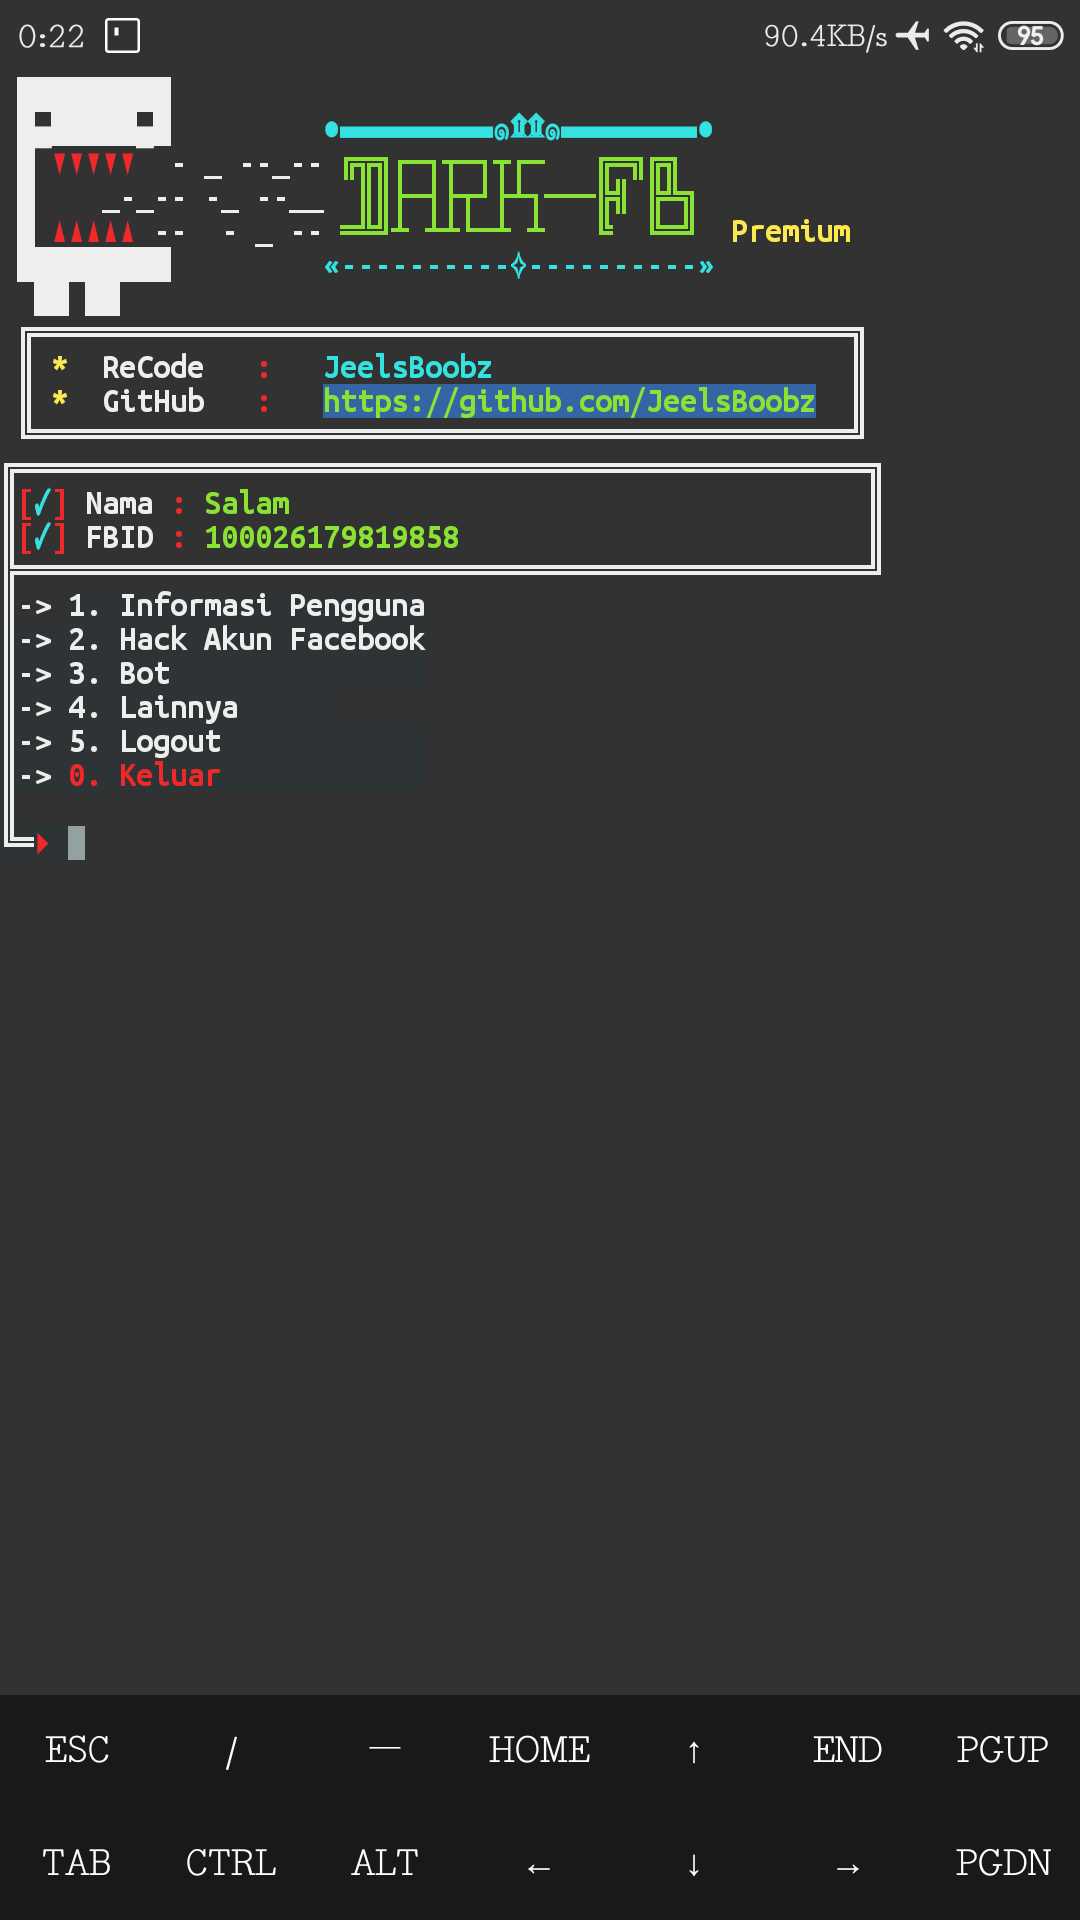 0:22 90.4KB/s 95
DARK-FB
Premium
* ReCode : JeelsBoobz
* GitHub : https://github.com/JeelsBoobz
[✓] Nama : Salam
[✓] FBID : 100026179819858
-> 1. Informasi Pengguna
-> 2. Hack Akun Facebook
-> 3. Bot
-> 4. Lainnya
-> 5. Logout
-> 0. Keluar
ESC / — HOME ↑ END PGUP
TAB CTRL ALT ← ↓ → PGDN